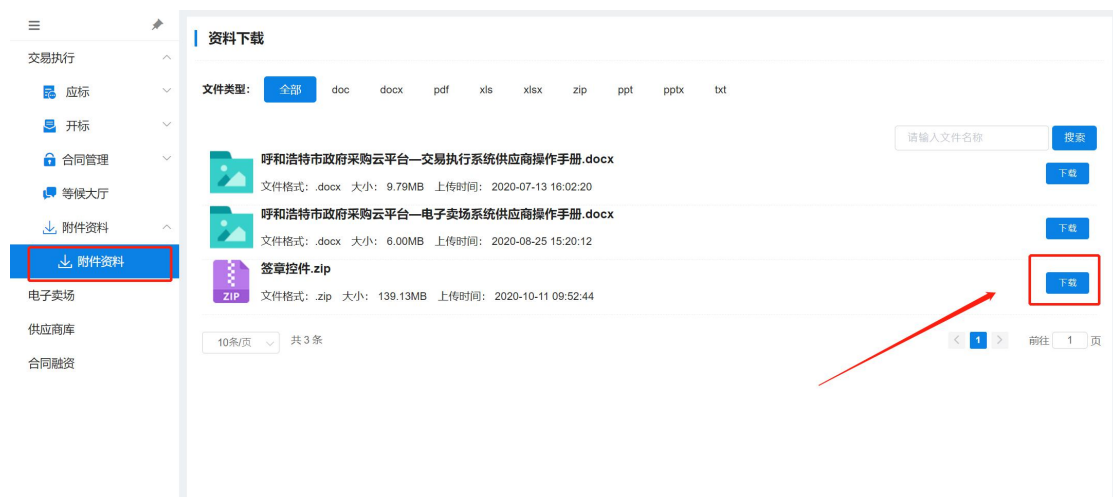 交易执行
应标
开标
合同管理
等候大厅
附件资料
附件资料
电子卖场
供应商库
合同融资
资料下载
文件类型: 全部 doc docx pdf xls xlsx zip ppt pptx txt
请输入文件名称 搜索
呼和浩特市政府采购云平台—交易执行系统供应商操作手册.docx
文件格式: .docx 大小: 9.79MB 上传时间: 2020-07-13 16:02:20
下载
呼和浩特市政府采购云平台—电子卖场系统供应商操作手册.docx
文件格式: .docx 大小: 6.00MB 上传时间: 2020-08-25 15:20:12
下载
ZIP
签章控件.zip
文件格式: .zip 大小: 139.13MB 上传时间: 2020-10-11 09:52:44
下载
10条/页 共 3 条 1 前往 1 页